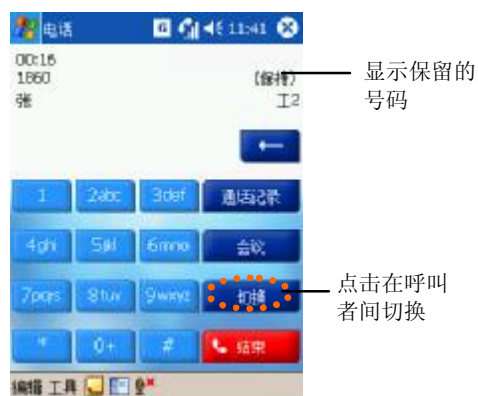 电话 11:41
00:16
1860 (保持)
张 工2
显示保留的
号码
1 2abc 3def 通话记录
4ghi 5jkl 6mno 会议
7pqrs 8tuv 9wxyz 切换
点击在呼叫
者间切换
* 0+ # 结束
编辑 工具